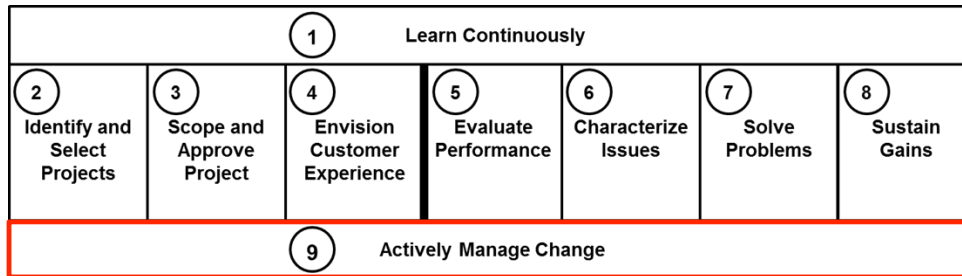 1 Learn Continuously
2
Identify and
Select
Projects
3
Scope and
Approve
Project
4
Envision
Customer
Experience
5
Evaluate
Performance
6
Characterize
Issues
7
Solve
Problems
8
Sustain
Gains
9 Actively Manage Change